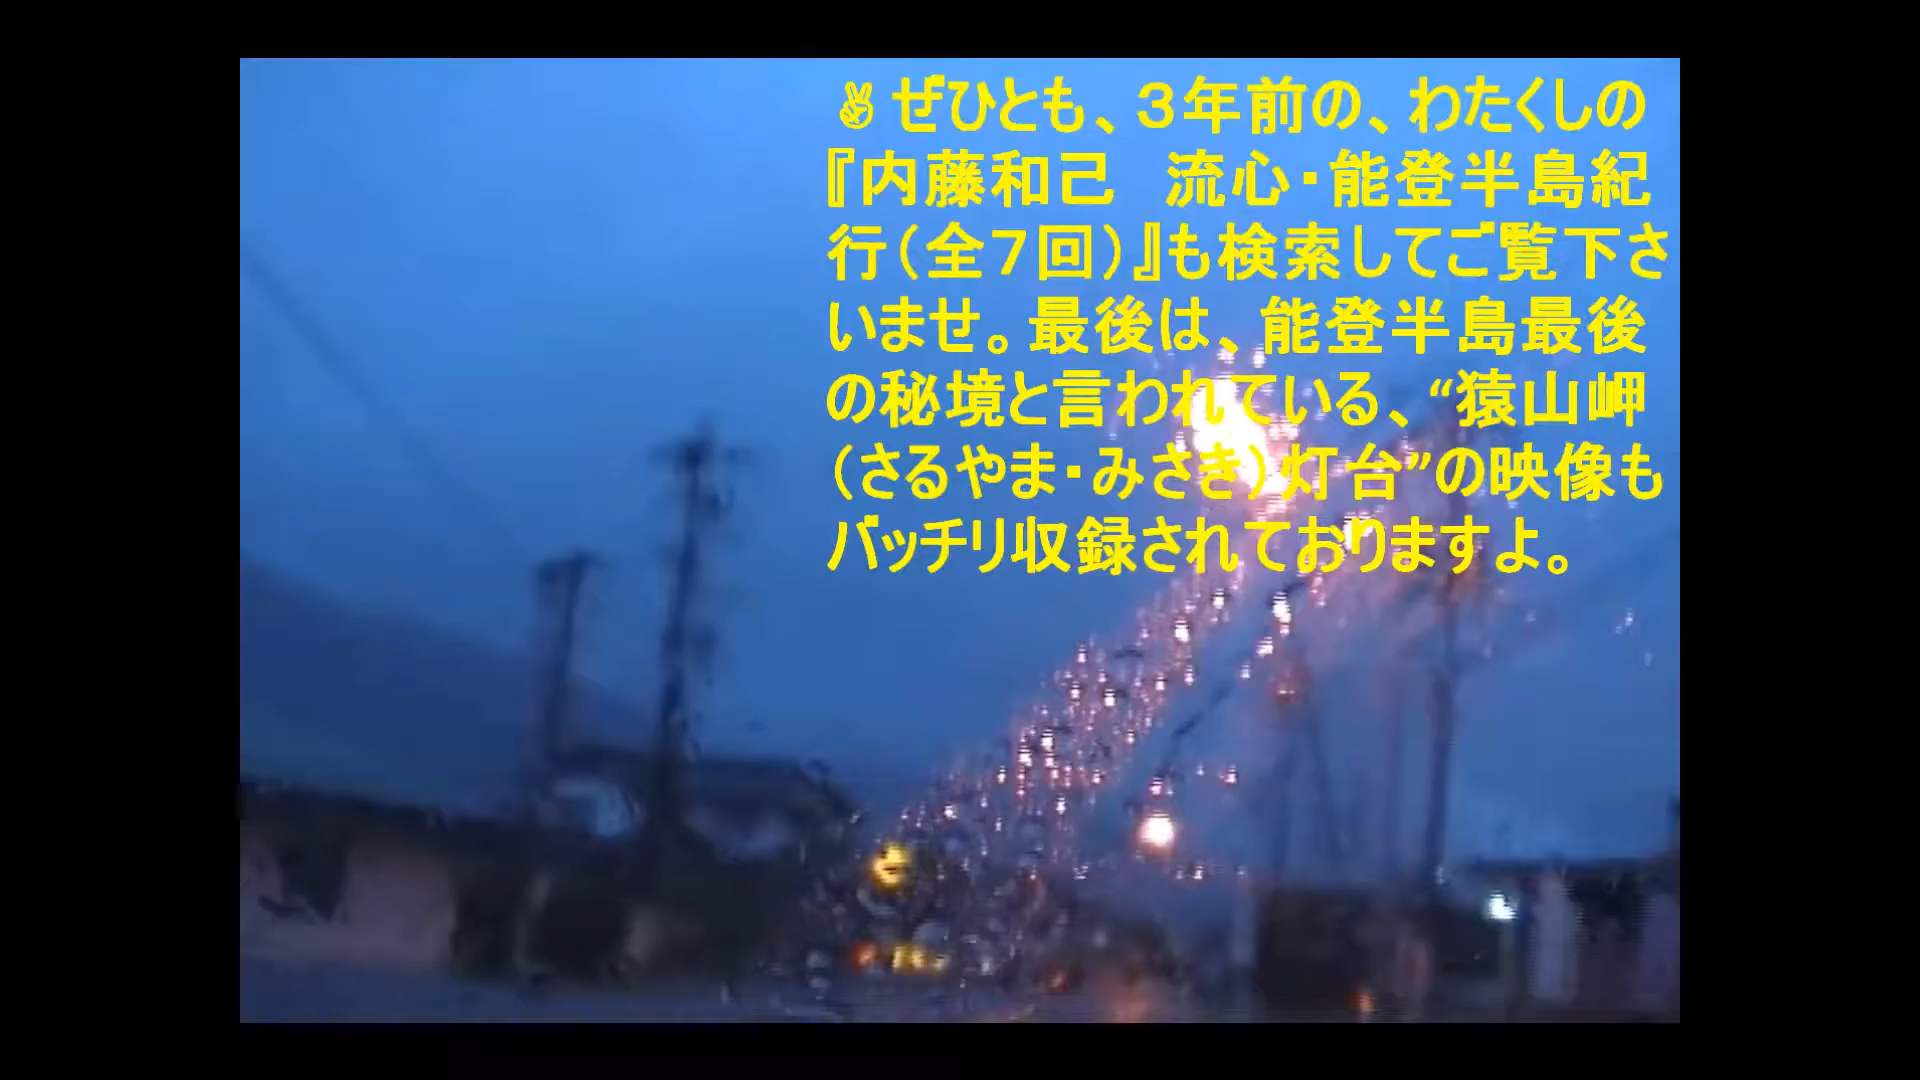 ✌ ぜひとも、３年前の、わたくしの
『内藤和己　流心・能登半島紀
行（全７回）』も検索してご覧下さ
いませ。最後は、能登半島最後
の秘境と言われている、“猿山岬
（さるやま・みさき）灯台”の映像も
バッチリ収録されておりますよ。